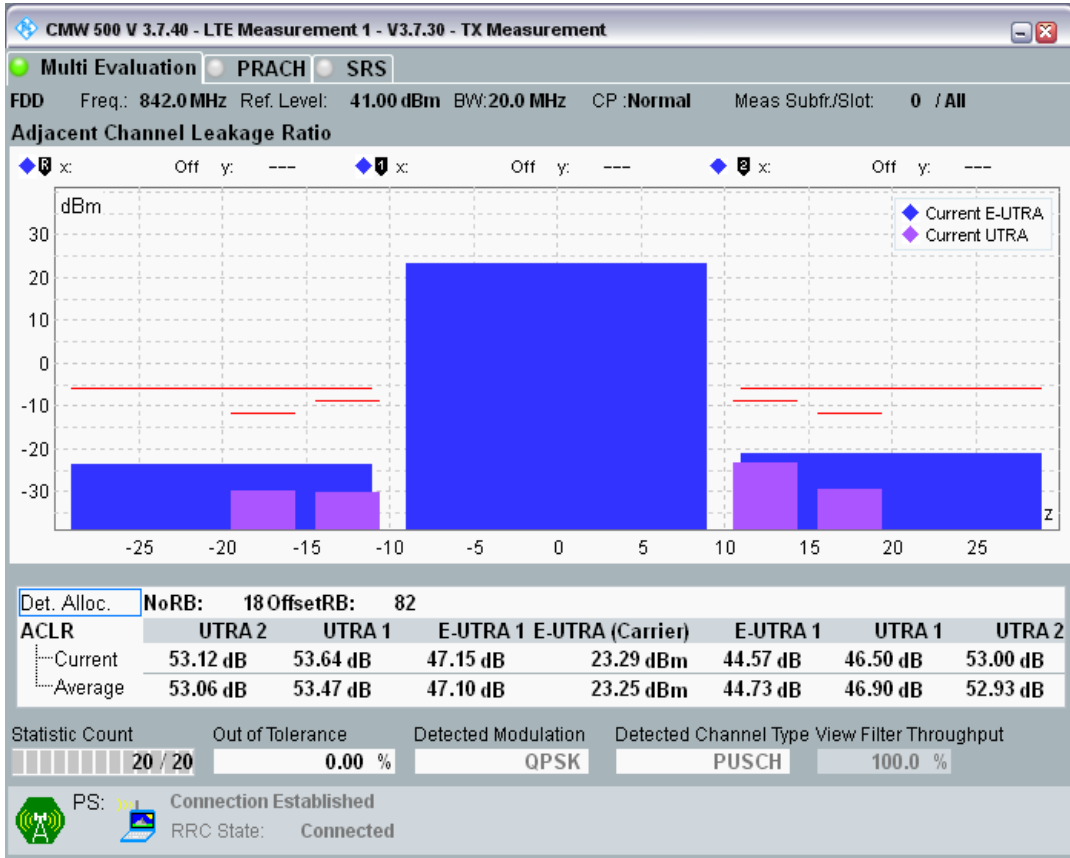 CMW 500 V 3.7.40 - LTE Measurement 1 - V3.7.30 - TX Measurement
Multi Evaluation PRACH SRS
FDD Freq.: 842.0 MHz Ref. Level: 41.00 dBm BW: 20.0 MHz CP :Normal Meas Subfr./Slot: 0 / All
Adjacent Channel Leakage Ratio
R x: Off y: --- 1 x: Off y: --- 2 x: Off y: ---
dBm
Current E-UTRA
Current UTRA
30
20
10
0
-10
-20
-30
z
-25 -20 -15 -10 -5 0 5 10 15 20 25
Det. Alloc. NoRB: 18 OffsetRB: 82
ACLR UTRA 2 UTRA 1 E-UTRA 1 E-UTRA (Carrier) E-UTRA 1 UTRA 1 UTRA 2
Current 53.12 dB 53.64 dB 47.15 dB 23.29 dBm 44.57 dB 46.50 dB 53.00 dB
Average 53.06 dB 53.47 dB 47.10 dB 23.25 dBm 44.73 dB 46.90 dB 52.93 dB
Statistic Count Out of Tolerance Detected Modulation Detected Channel Type View Filter Throughput
20 / 20 0.00 % QPSK PUSCH 100.0 %
PS: Connection Established
RRC State: Connected